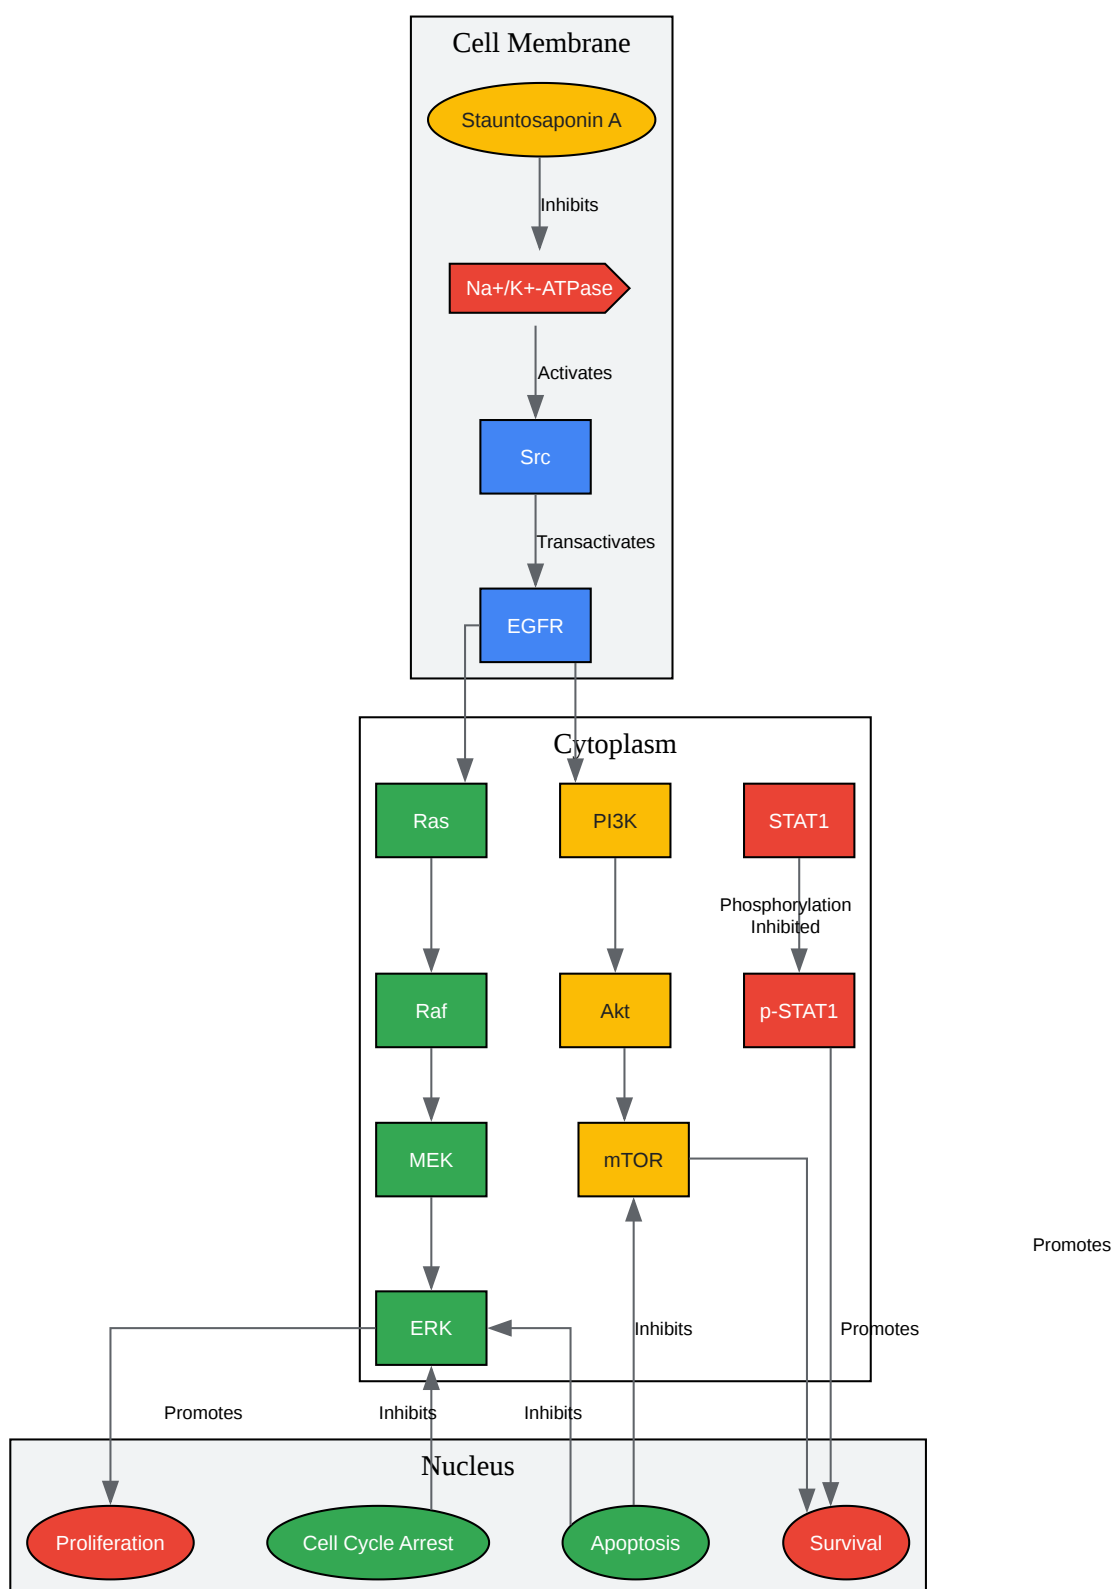 Cell Membrane
Stauntosaponin A
Inhibits
Na+/K+-ATPase
Activates
Src
Transactivates
EGFR
Cytoplasm
Ras
PI3K
STAT1
Phosphorylation
Inhibited
Raf
Akt
p-STAT1
MEK
mTOR
Promotes
ERK
Inhibits
Promotes
Promotes
Inhibits
Inhibits
Nucleus
Proliferation
Cell Cycle Arrest
Apoptosis
Survival